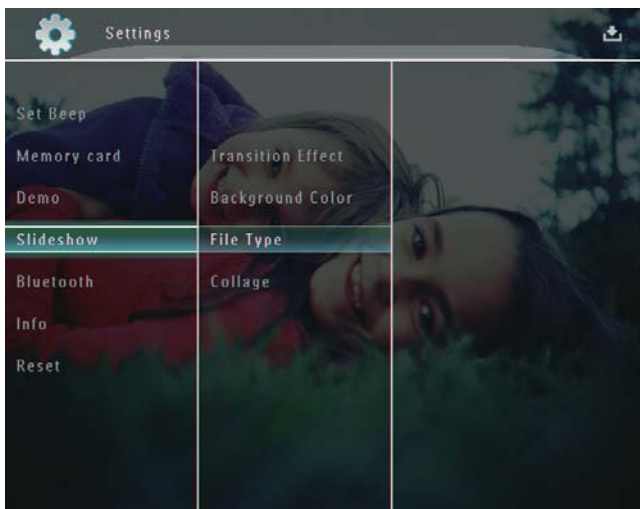 Settings
Set Beep
Memory card
Demo
Slideshow
Bluetooth
Info
Reset
Transition Effect
Background Color
File Type
Collage